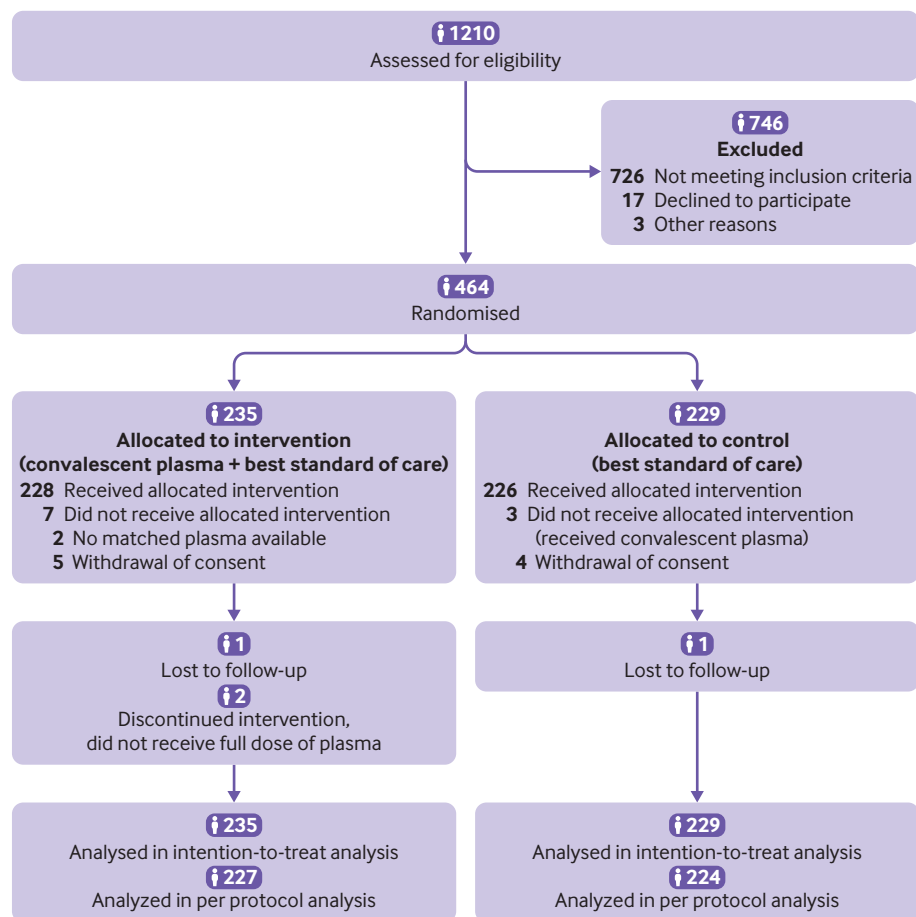 1210
Assessed for eligibility
746
Excluded
726 Not meeting inclusion criteria
17 Declined to participate
3 Other reasons
464
Randomised
235
Allocated to intervention
(convalescent plasma + best standard of care)
228 Received allocated intervention
7 Did not receive allocated intervention
2 No matched plasma available
5 Withdrawal of consent
229
Allocated to control
(best standard of care)
226 Received allocated intervention
3 Did not receive allocated intervention
(received convalescent plasma)
4 Withdrawal of consent
1
Lost to follow-up
2
Discontinued intervention,
did not receive full dose of plasma
1
Lost to follow-up
235
Analysed in intention-to-treat analysis
227
Analyzed in per protocol analysis
229
Analysed in intention-to-treat analysis
224
Analyzed in per protocol analysis